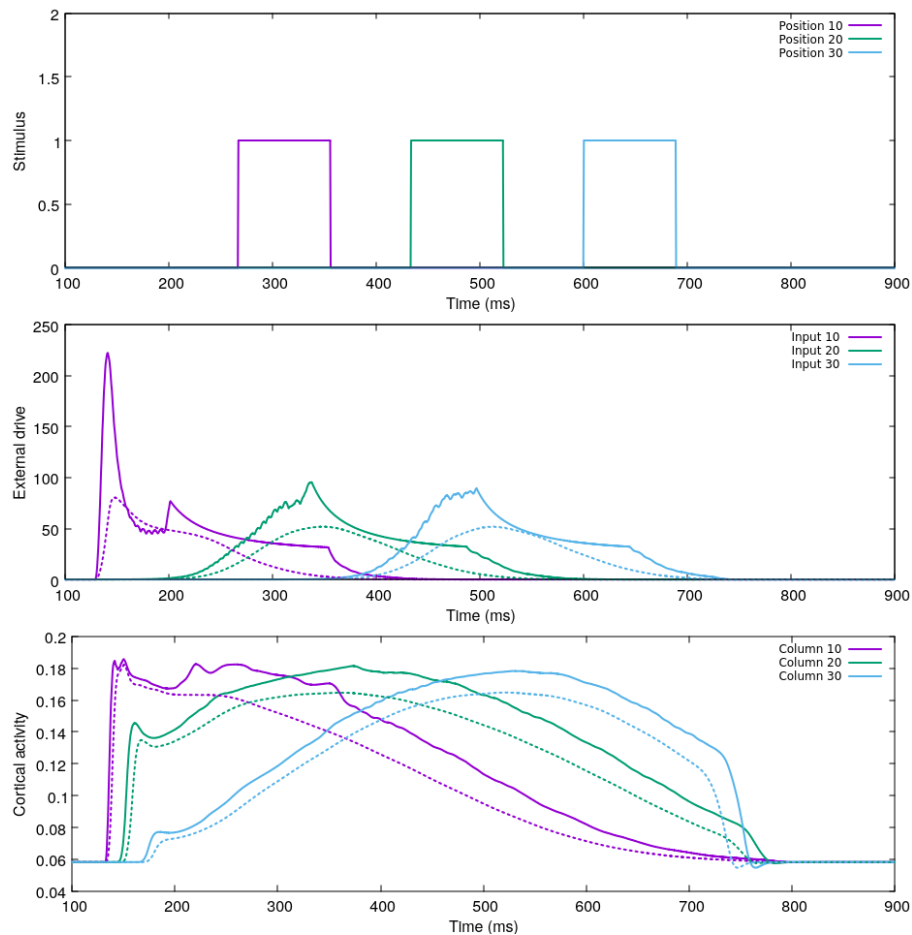 2
Position 10
Position 20
Position 30
1.5
Stimulus
1
0.5
0
100 200 300 400 500 600 700 800 900
Time (ms)
250
Input 10
Input 20
Input 30
200
External drive
150
100
50
0
100 200 300 400 500 600 700 800 900
Time (ms)
0.2
Column 10
Column 20
Column 30
0.18
0.16
0.14
Cortical activity
0.12
0.1
0.08
0.06
0.04
100 200 300 400 500 600 700 800 900
Time (ms)